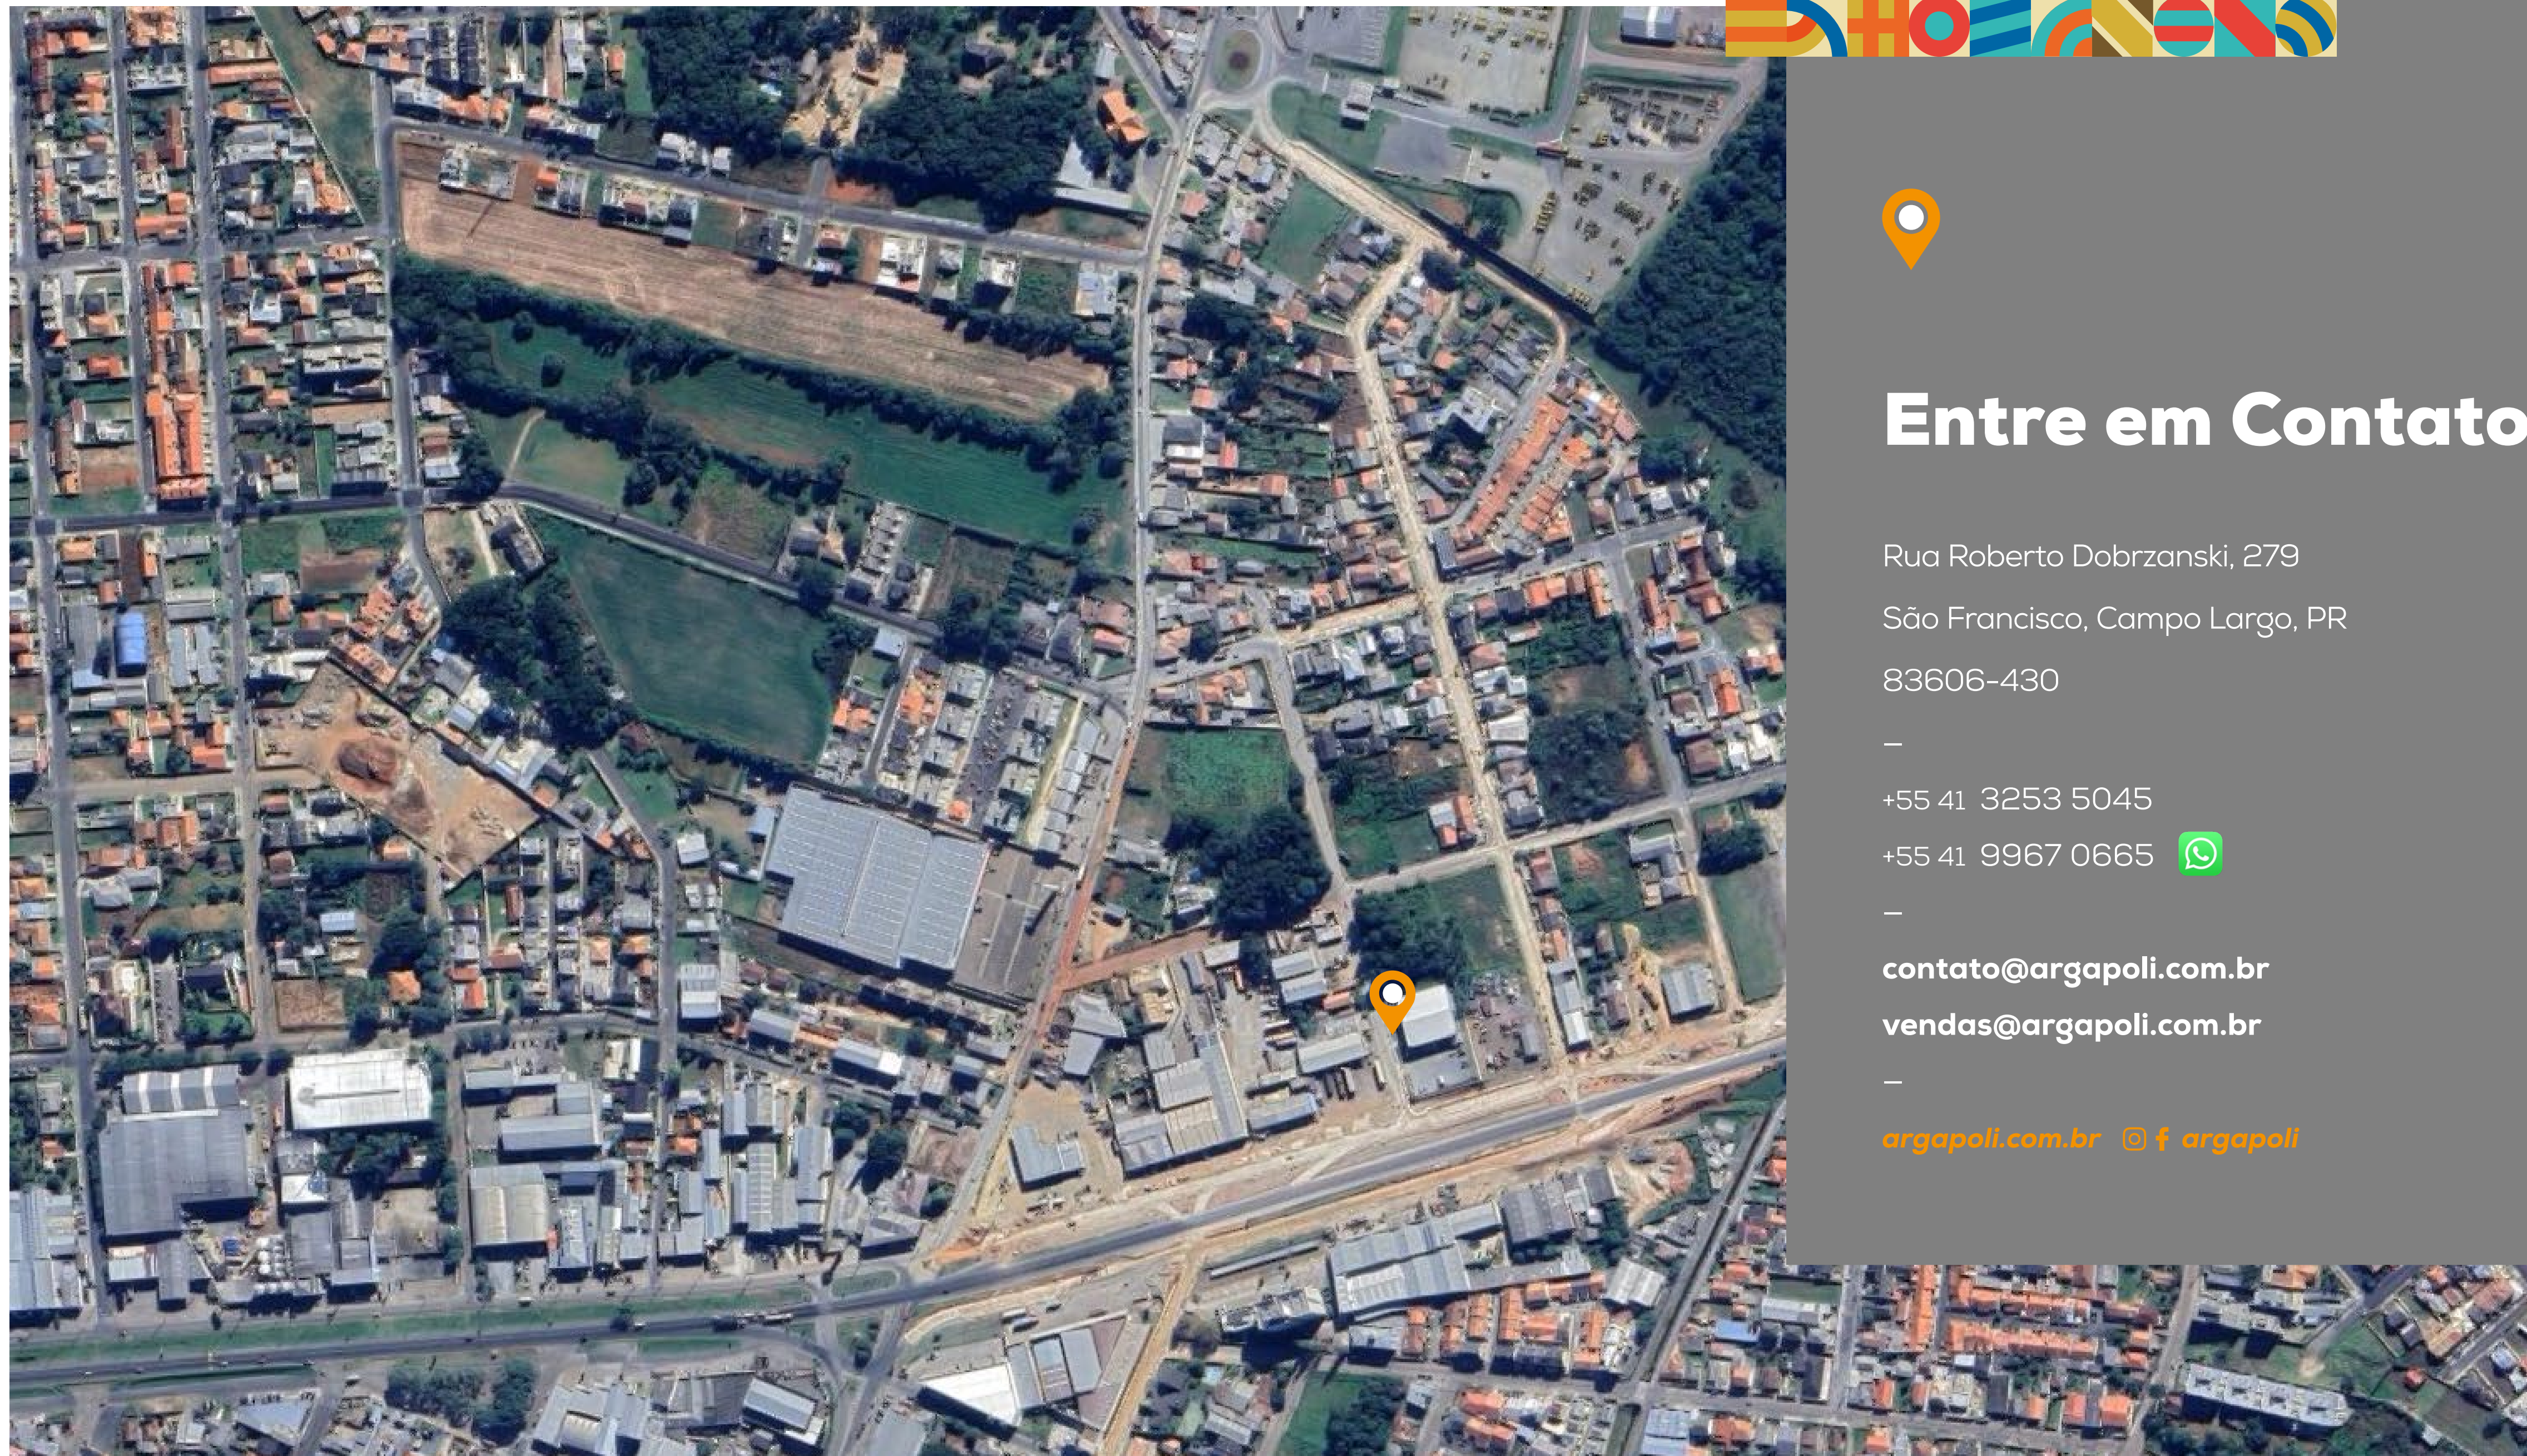 Entre em Contato
Rua Roberto Dobrzanski, 279
São Francisco, Campo Largo, PR
83606-430
–
+55 41 3253 5045
+55 41 9967 0665
–
contato@argapoli.com.br
vendas@argapoli.com.br
–
argapoli.com.br argapoli